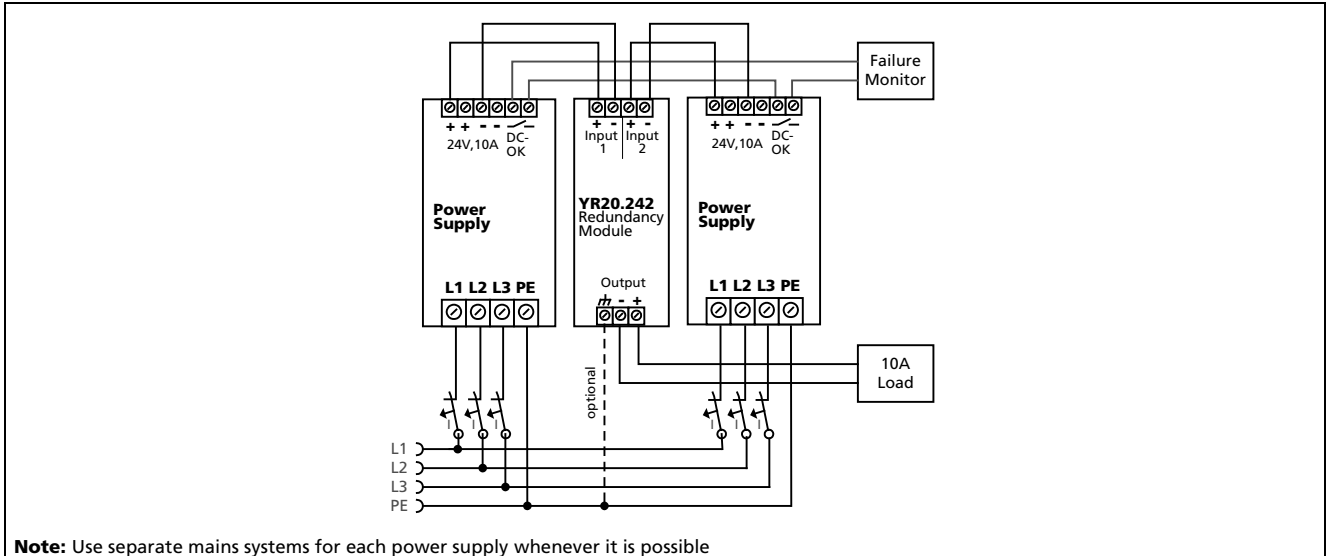 Failure
Monitor
+ + - -
24V,10A
DC-
OK
Power
Supply
L1 L2 L3 PE
+ - + -
Input
1
Input
2
YR20.242
Redundancy
Module
Output
- +
+ + - -
24V,10A
DC-
OK
Power
Supply
L1 L2 L3 PE
10A
Load
optional
L1
L2
L3
PE
Note: Use separate mains systems for each power supply whenever it is possible